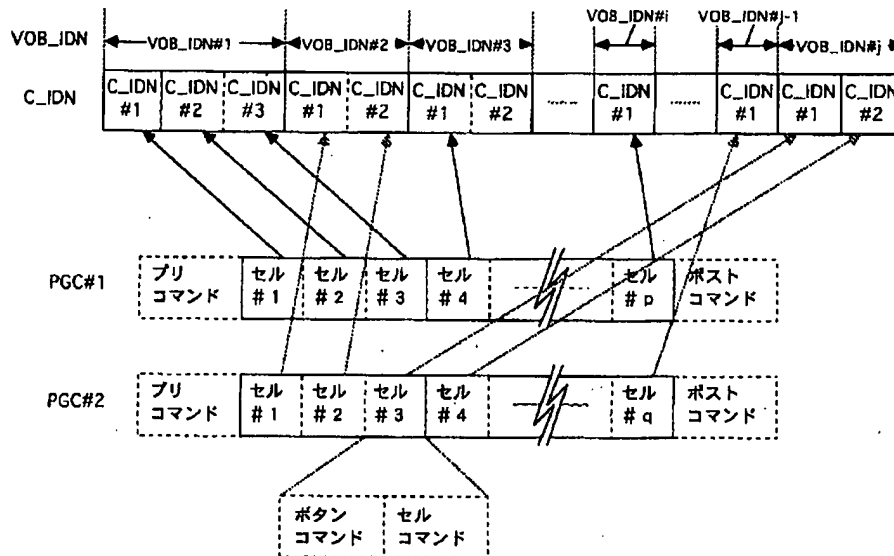 VOB_IDN VOB_IDN#1 VOB_IDN#2 VOB_IDN#3 VOB_IDN#i VOB_IDN#j-1 VOB_IDN#j
C_IDN C_IDN #1 C_IDN #2 C_IDN #3 C_IDN #1 C_IDN #2 C_IDN #1 C_IDN #2 C_IDN #1 C_IDN #1 C_IDN #1 C_IDN #2
PGC#1 プリ コマンド セル #1 セル #2 セル #3 セル #4 セル #p ポスト コマンド
PGC#2 プリ コマンド セル #1 セル #2 セル #3 セル #4 セル #q ポスト コマンド
ボタン コマンド セル コマンド